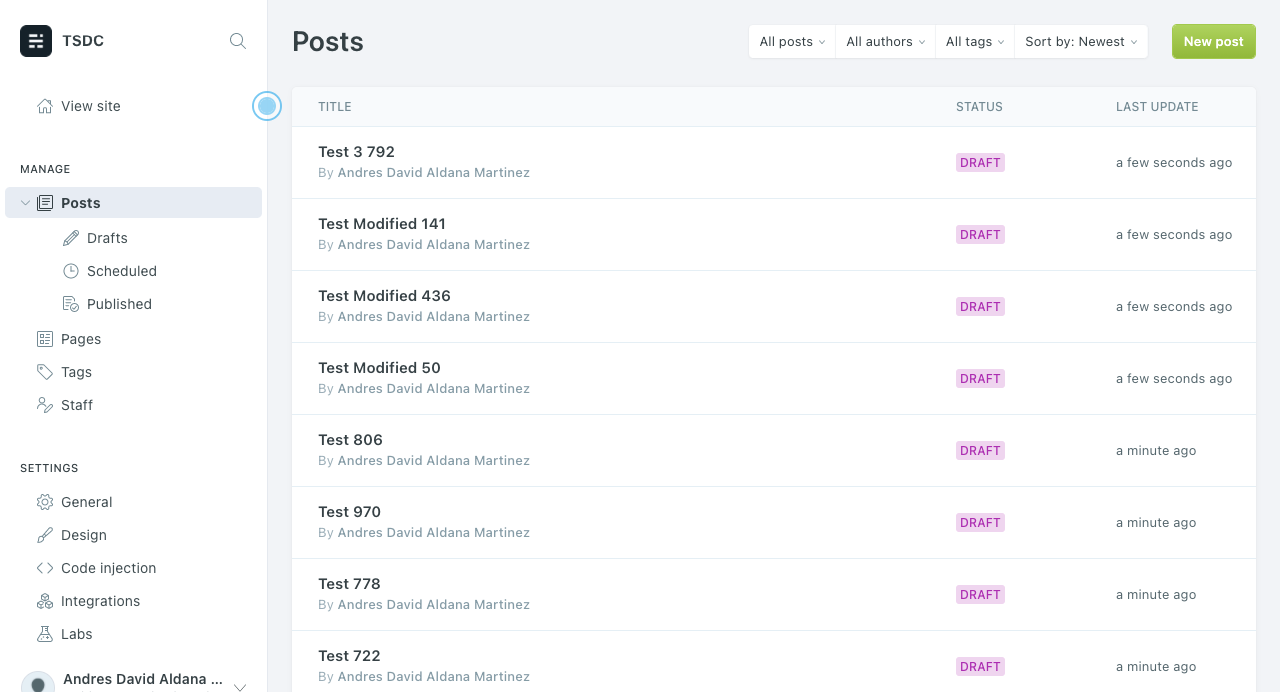 TSDC
View site
MANAGE
Posts
Drafts
Scheduled
Published
Pages
Tags
Staff
SETTINGS
General
Design
Code injection
Integrations
Labs
Andres David Aldana ...
Posts
All posts
All authors
All tags
Sort by: Newest
New post
TITLE STATUS LAST UPDATE
Test 3 792
By Andres David Aldana Martinez
DRAFT
a few seconds ago
Test Modified 141
By Andres David Aldana Martinez
DRAFT
a few seconds ago
Test Modified 436
By Andres David Aldana Martinez
DRAFT
a few seconds ago
Test Modified 50
By Andres David Aldana Martinez
DRAFT
a few seconds ago
Test 806
By Andres David Aldana Martinez
DRAFT
a minute ago
Test 970
By Andres David Aldana Martinez
DRAFT
a minute ago
Test 778
By Andres David Aldana Martinez
DRAFT
a minute ago
Test 722
By Andres David Aldana Martinez
DRAFT
a minute ago